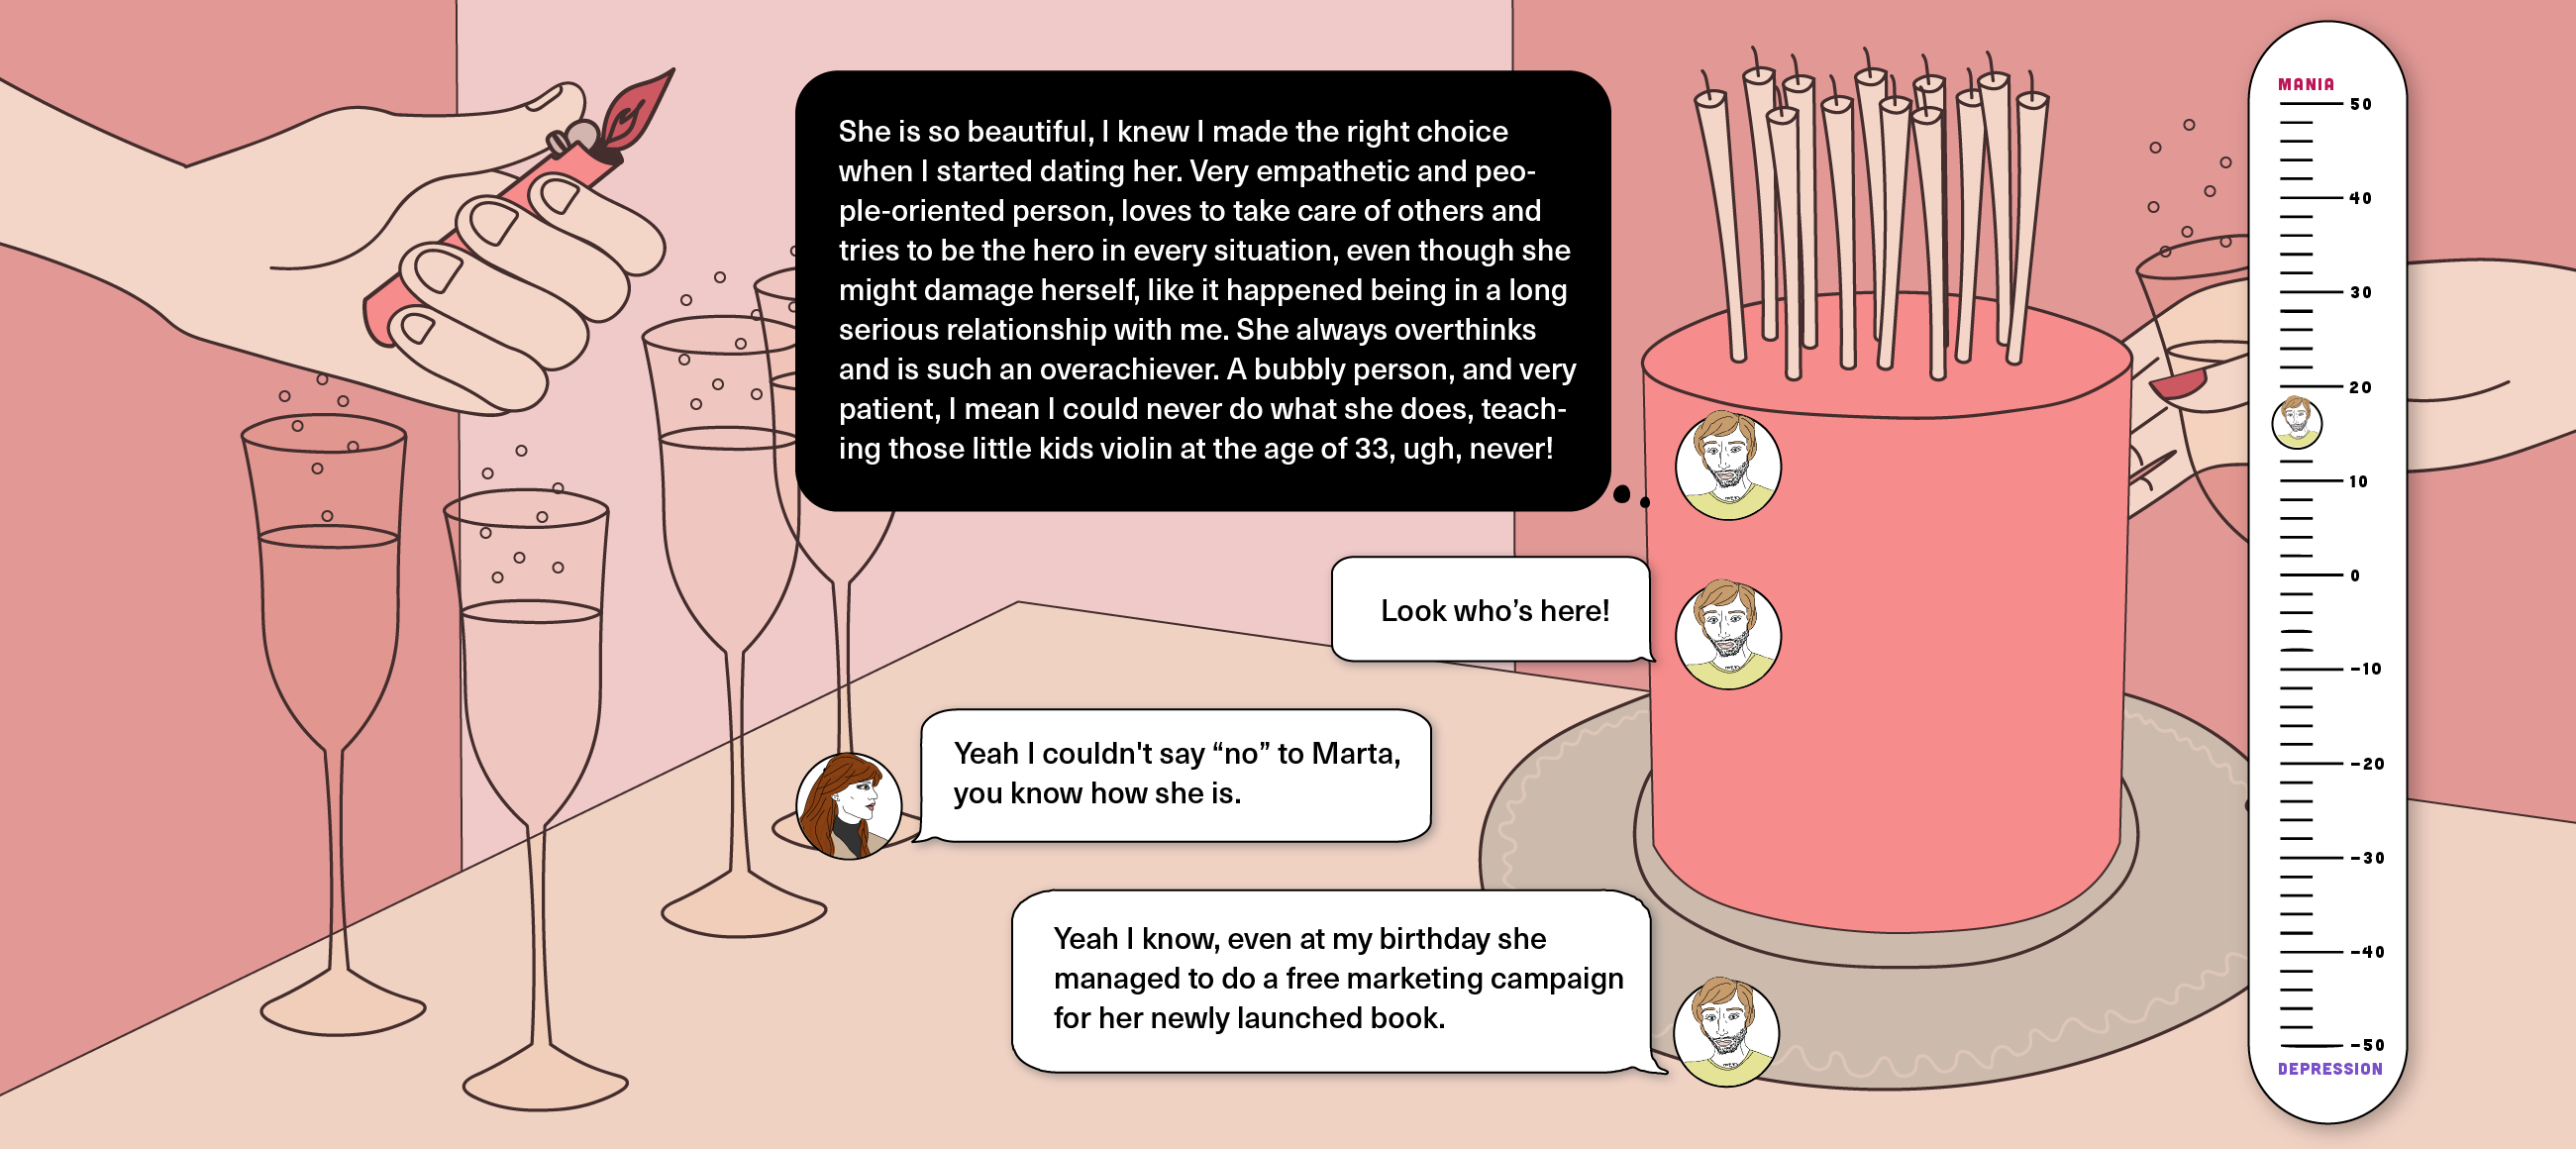 She is so beautiful, I knew I made the right choice
when I started dating her. Very empathetic and peo-
ple-oriented person, loves to take care of others and
tries to be the hero in every situation, even though she
might damage herself, like it happened being in a long
serious relationship with me. She always overthinks
and is such an overachiever. A bubbly person, and very
patient, I mean I could never do what she does, teach-
ing those little kids violin at the age of 33, ugh, never!
Look who’s here!
Yeah I couldn't say “no” to Marta,
you know how she is.
Yeah I know, even at my birthday she
managed to do a free marketing campaign
for her newly launched book.
MANIA
50
40
30
20
10
0
-10
-20
-30
-40
-50
DEPRESSION